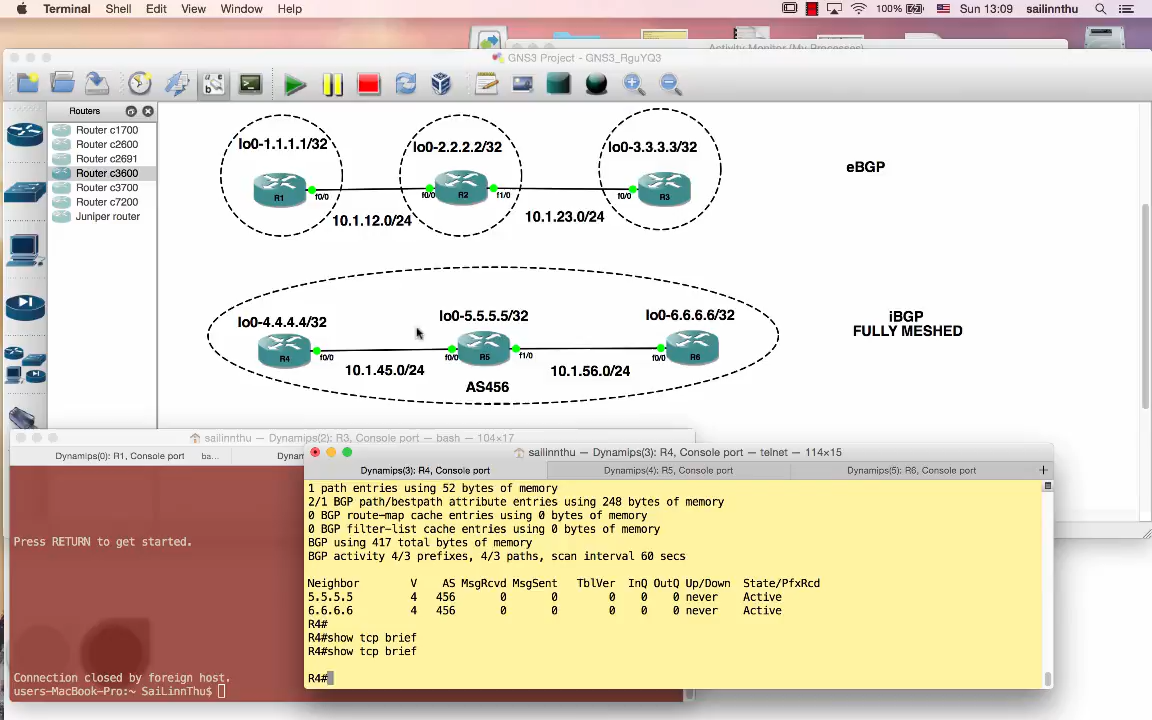 Terminal Shell Edit View Window Help 100% Sun 13:09 sailinnthu
Activity Monitor (My Processes)
GNS3 Project - GNS3_RguYQ3
Routers
Router c1700
Router c2600
Router c2691
Router c3600
Router c3700
Router c7200
Juniper router
lo0-1.1.1.1/32 lo0-2.2.2.2/32 lo0-3.3.3.3/32
eBGP
R1 f0/0 f0/0 R2 f1/0 f0/0 R3
10.1.12.0/24 10.1.23.0/24
lo0-4.4.4.4/32 lo0-5.5.5.5/32 lo0-6.6.6.6/32
iBGP
FULLY MESHED
R4 f0/0 f0/0 R5 f1/0 f0/0 R6
10.1.45.0/24 10.1.56.0/24
AS456
sailinnthu — Dynamips(2): R3, Console port — bash — 104×17
Dynamips(0): R1, Console port ba... Dynam
Press RETURN to get started.
Connection closed by foreign host.
users-MacBook-Pro:~ SaiLinnThu$
sailinnthu — Dynamips(3): R4, Console port — telnet — 114×15
Dynamips(3): R4, Console port Dynamips(4): R5, Console port Dynamips(5): R6, Console port
1 path entries using 52 bytes of memory
2/1 BGP path/bestpath attribute entries using 248 bytes of memory
0 BGP route-map cache entries using 0 bytes of memory
0 BGP filter-list cache entries using 0 bytes of memory
BGP using 417 total bytes of memory
BGP activity 4/3 prefixes, 4/3 paths, scan interval 60 secs
Neighbor V AS MsgRcvd MsgSent TblVer InQ OutQ Up/Down State/PfxRcd
5.5.5.5 4 456 0 0 0 0 0 never Active
6.6.6.6 4 456 0 0 0 0 0 never Active
R4#
R4#show tcp brief
R4#show tcp brief
R4#